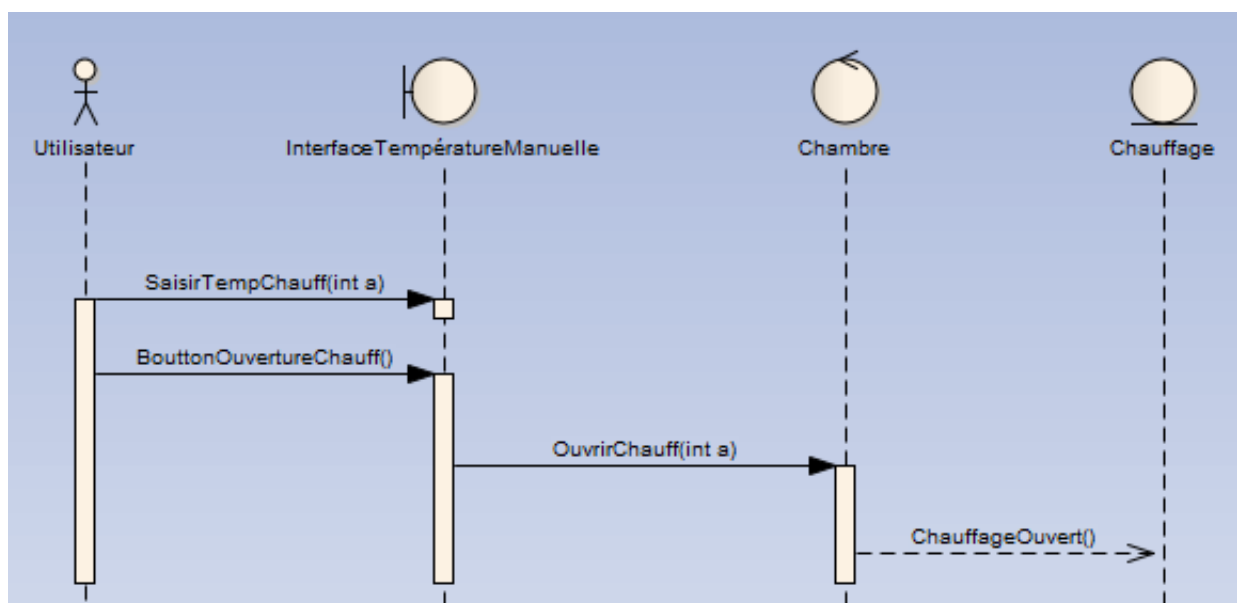 Utilisateur
InterfaceTempératureManuelle
Chambre
Chauffage
SaisirTempChauff(int a)
BouttonOuvertureChauff()
OuvrirChauff(int a)
ChauffageOuvert()